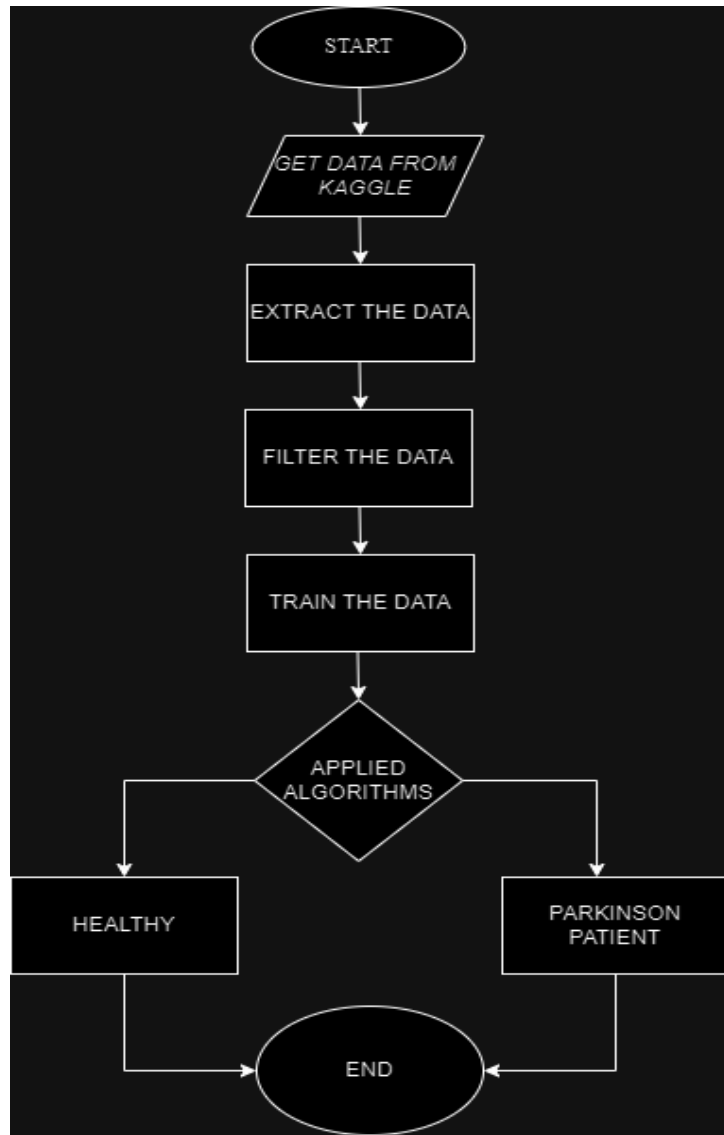 START
GET DATA FROM
KAGGLE
EXTRACT THE DATA
FILTER THE DATA
TRAIN THE DATA
APPLIED
ALGORITHMS
HEALTHY
PARKINSON
PATIENT
END